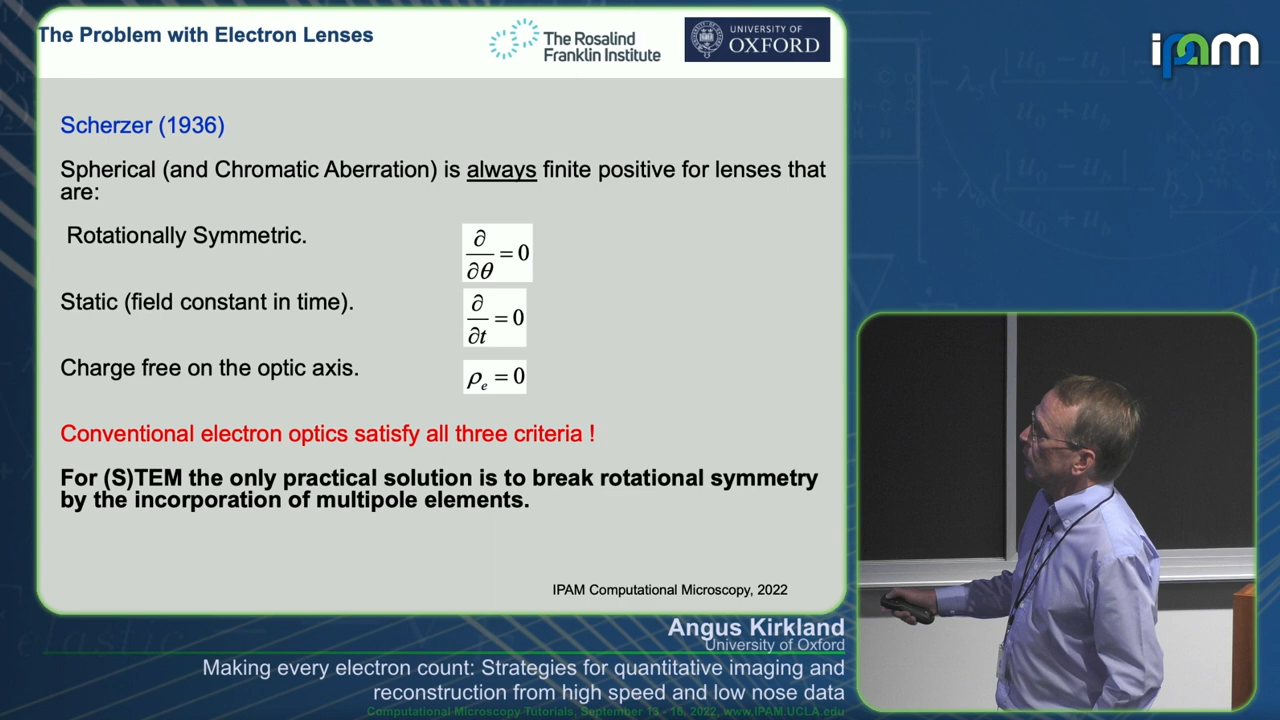 The Problem with Electron Lenses
The Rosalind
Franklin Institute
UNIVERSITY OF
OXFORD
ipam
Scherzer (1936)
Spherical (and Chromatic Aberration) is always finite positive for lenses that
are:
Rotationally Symmetric.
∂/∂θ = 0
Static (field constant in time).
∂/∂t = 0
Charge free on the optic axis.
ρe = 0
Conventional electron optics satisfy all three criteria !
For (S)TEM the only practical solution is to break rotational symmetry
by the incorporation of multipole elements.
IPAM Computational Microscopy, 2022
Angus Kirkland
University of Oxford
Making every electron count: Strategies for quantitative imaging and
reconstruction from high speed and low nose data
Computational Microscopy Tutorials, September 13 - 16, 2022, www.IPAM.UCLA.edu